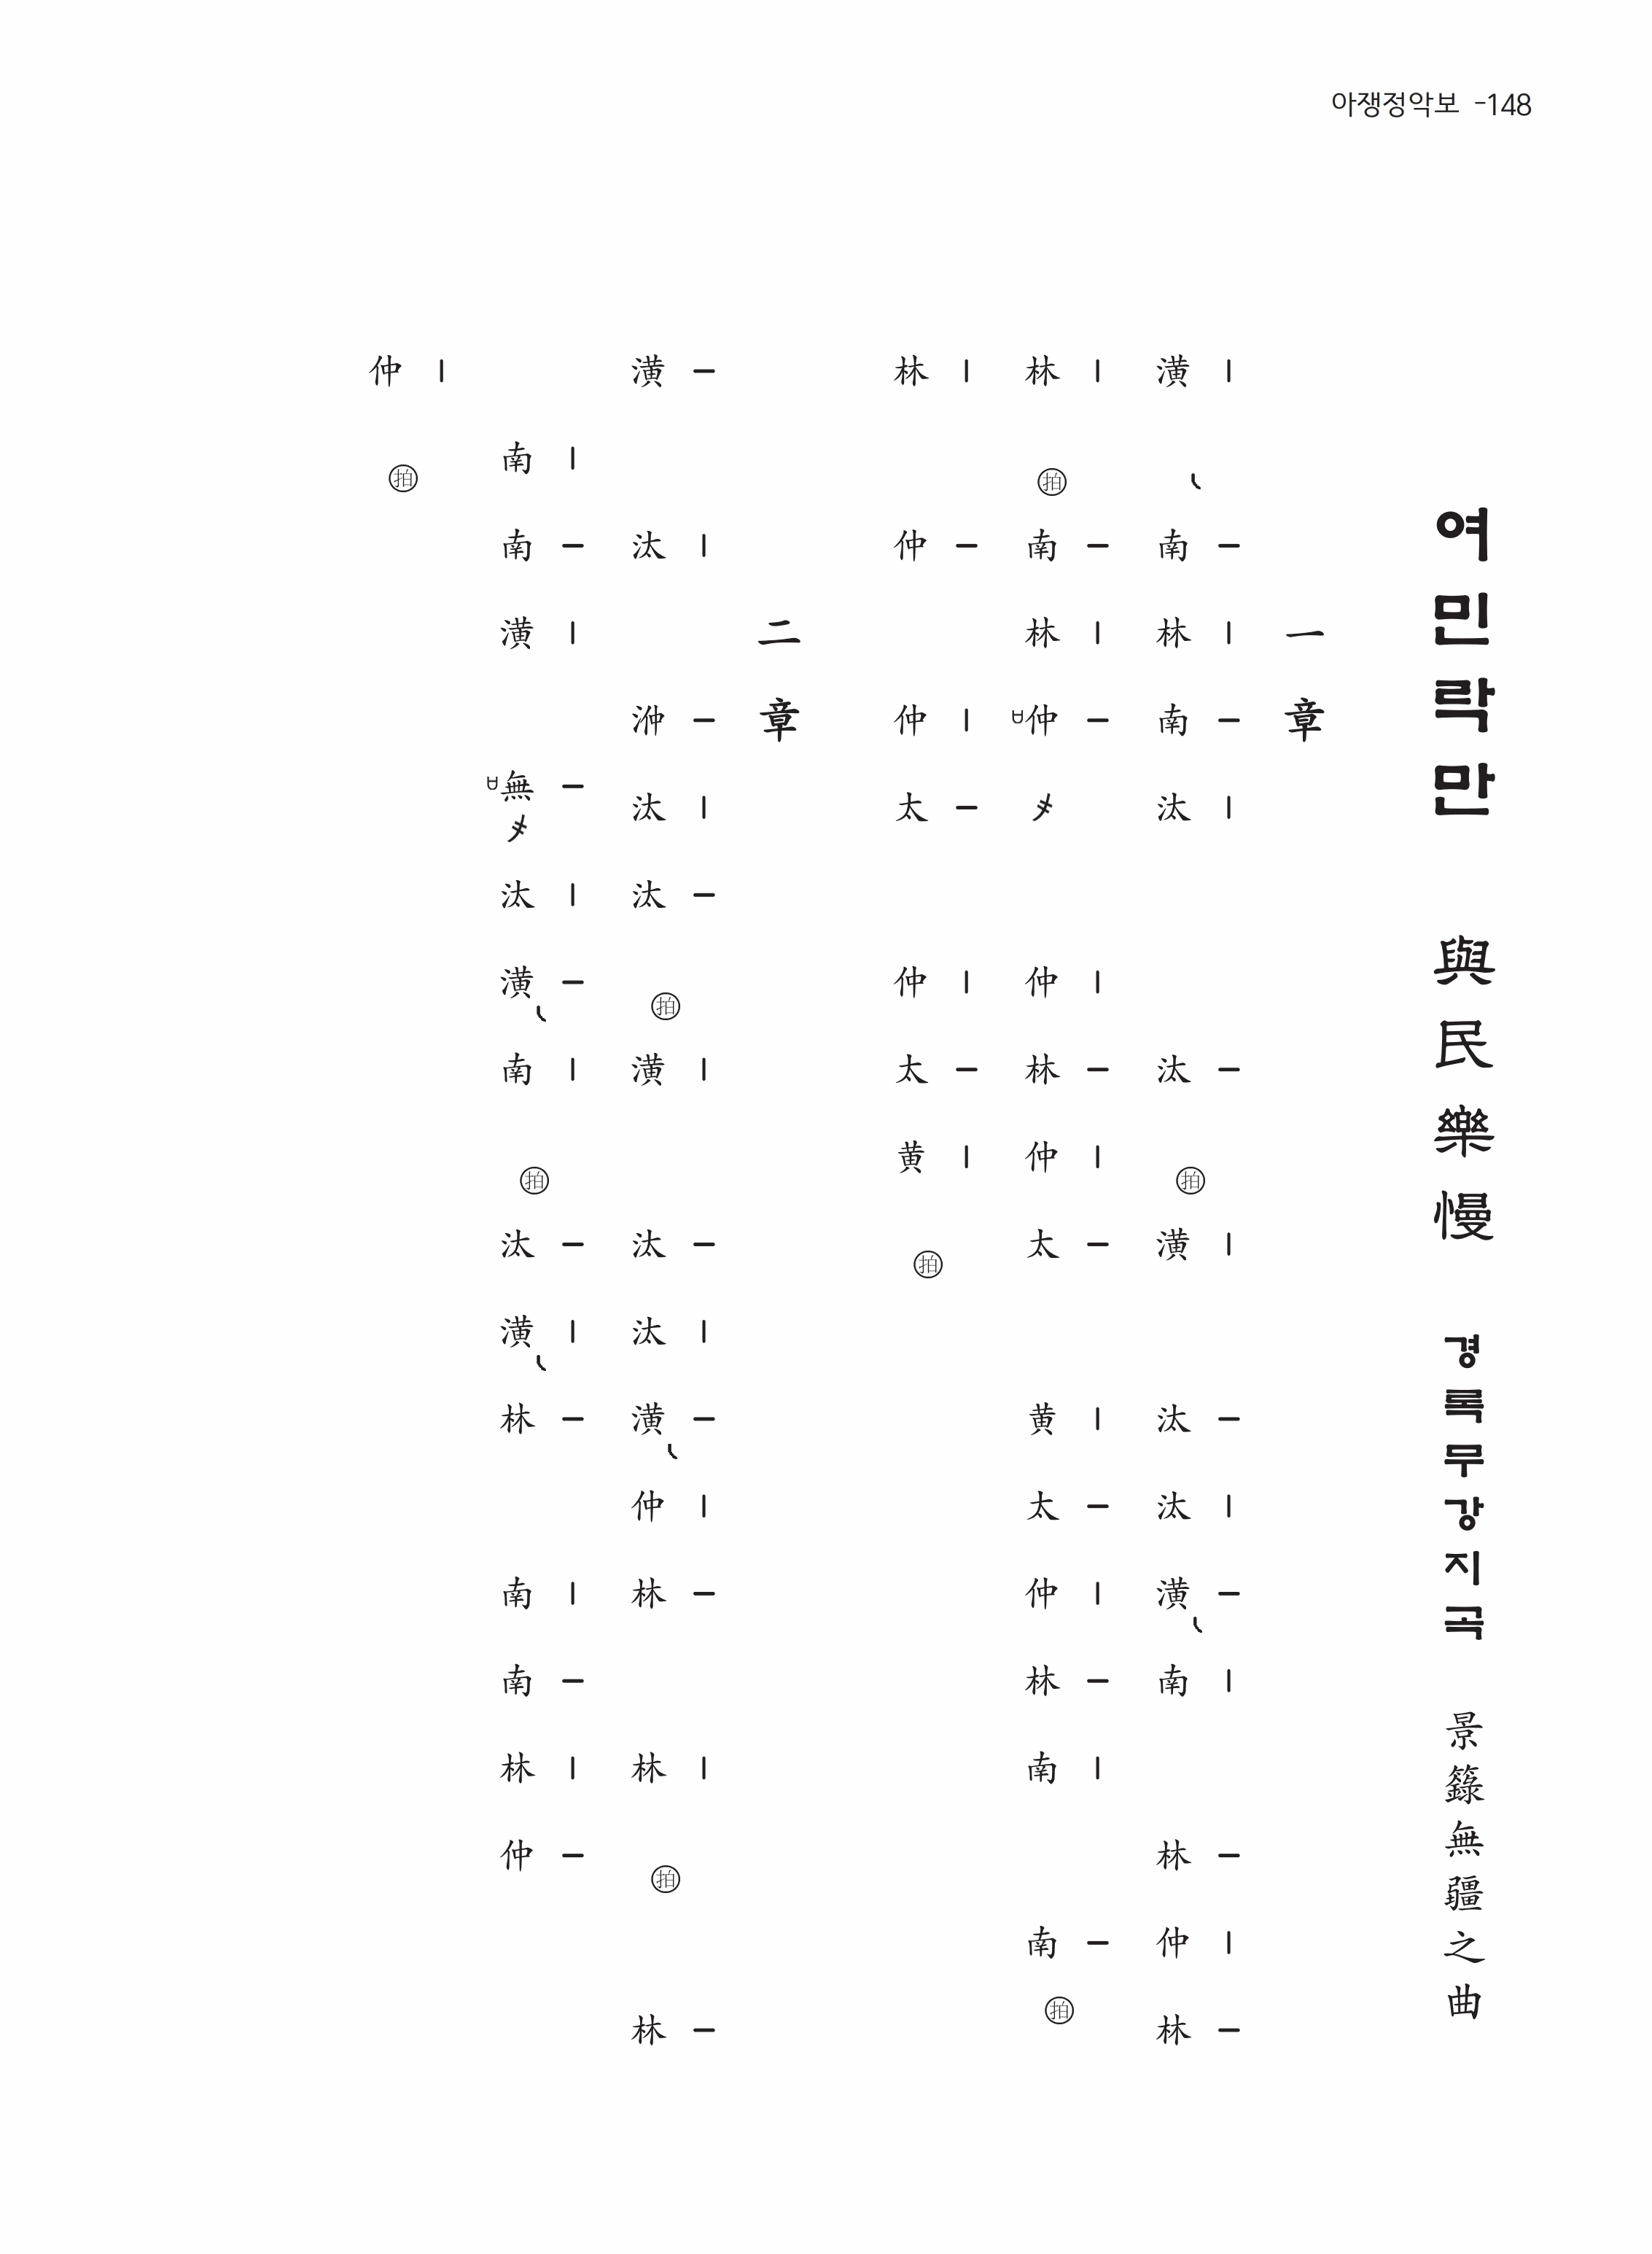 아쟁정악보 -148
여민락만 與民樂慢 경록무강지곡 景籙無疆之曲
一章
潢 南 林 南 汰 汰 拍 潢 汰 汰 潢 南 林 仲 林
林 拍 南 林 ㅂ仲 仲 林 仲 太 黄 太 仲 林 南 南 拍
林 仲 仲 太 仲 太 黄 拍
二章
潢 汰 㳞 汰 汰 拍 潢 汰 汰 潢 仲 林 林 拍 林
南 南 潢 ㅂ無 汰 潢 南 拍 汰 潢 林 南 南 林 仲
仲 拍